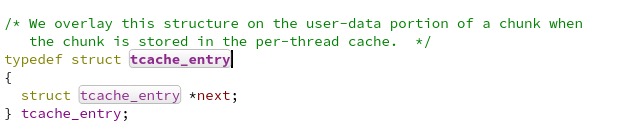 /* We overlay this structure on the user-data portion of a chunk when
   the chunk is stored in the per-thread cache.  */
typedef struct tcache_entry
{
  struct tcache_entry *next;
} tcache_entry;